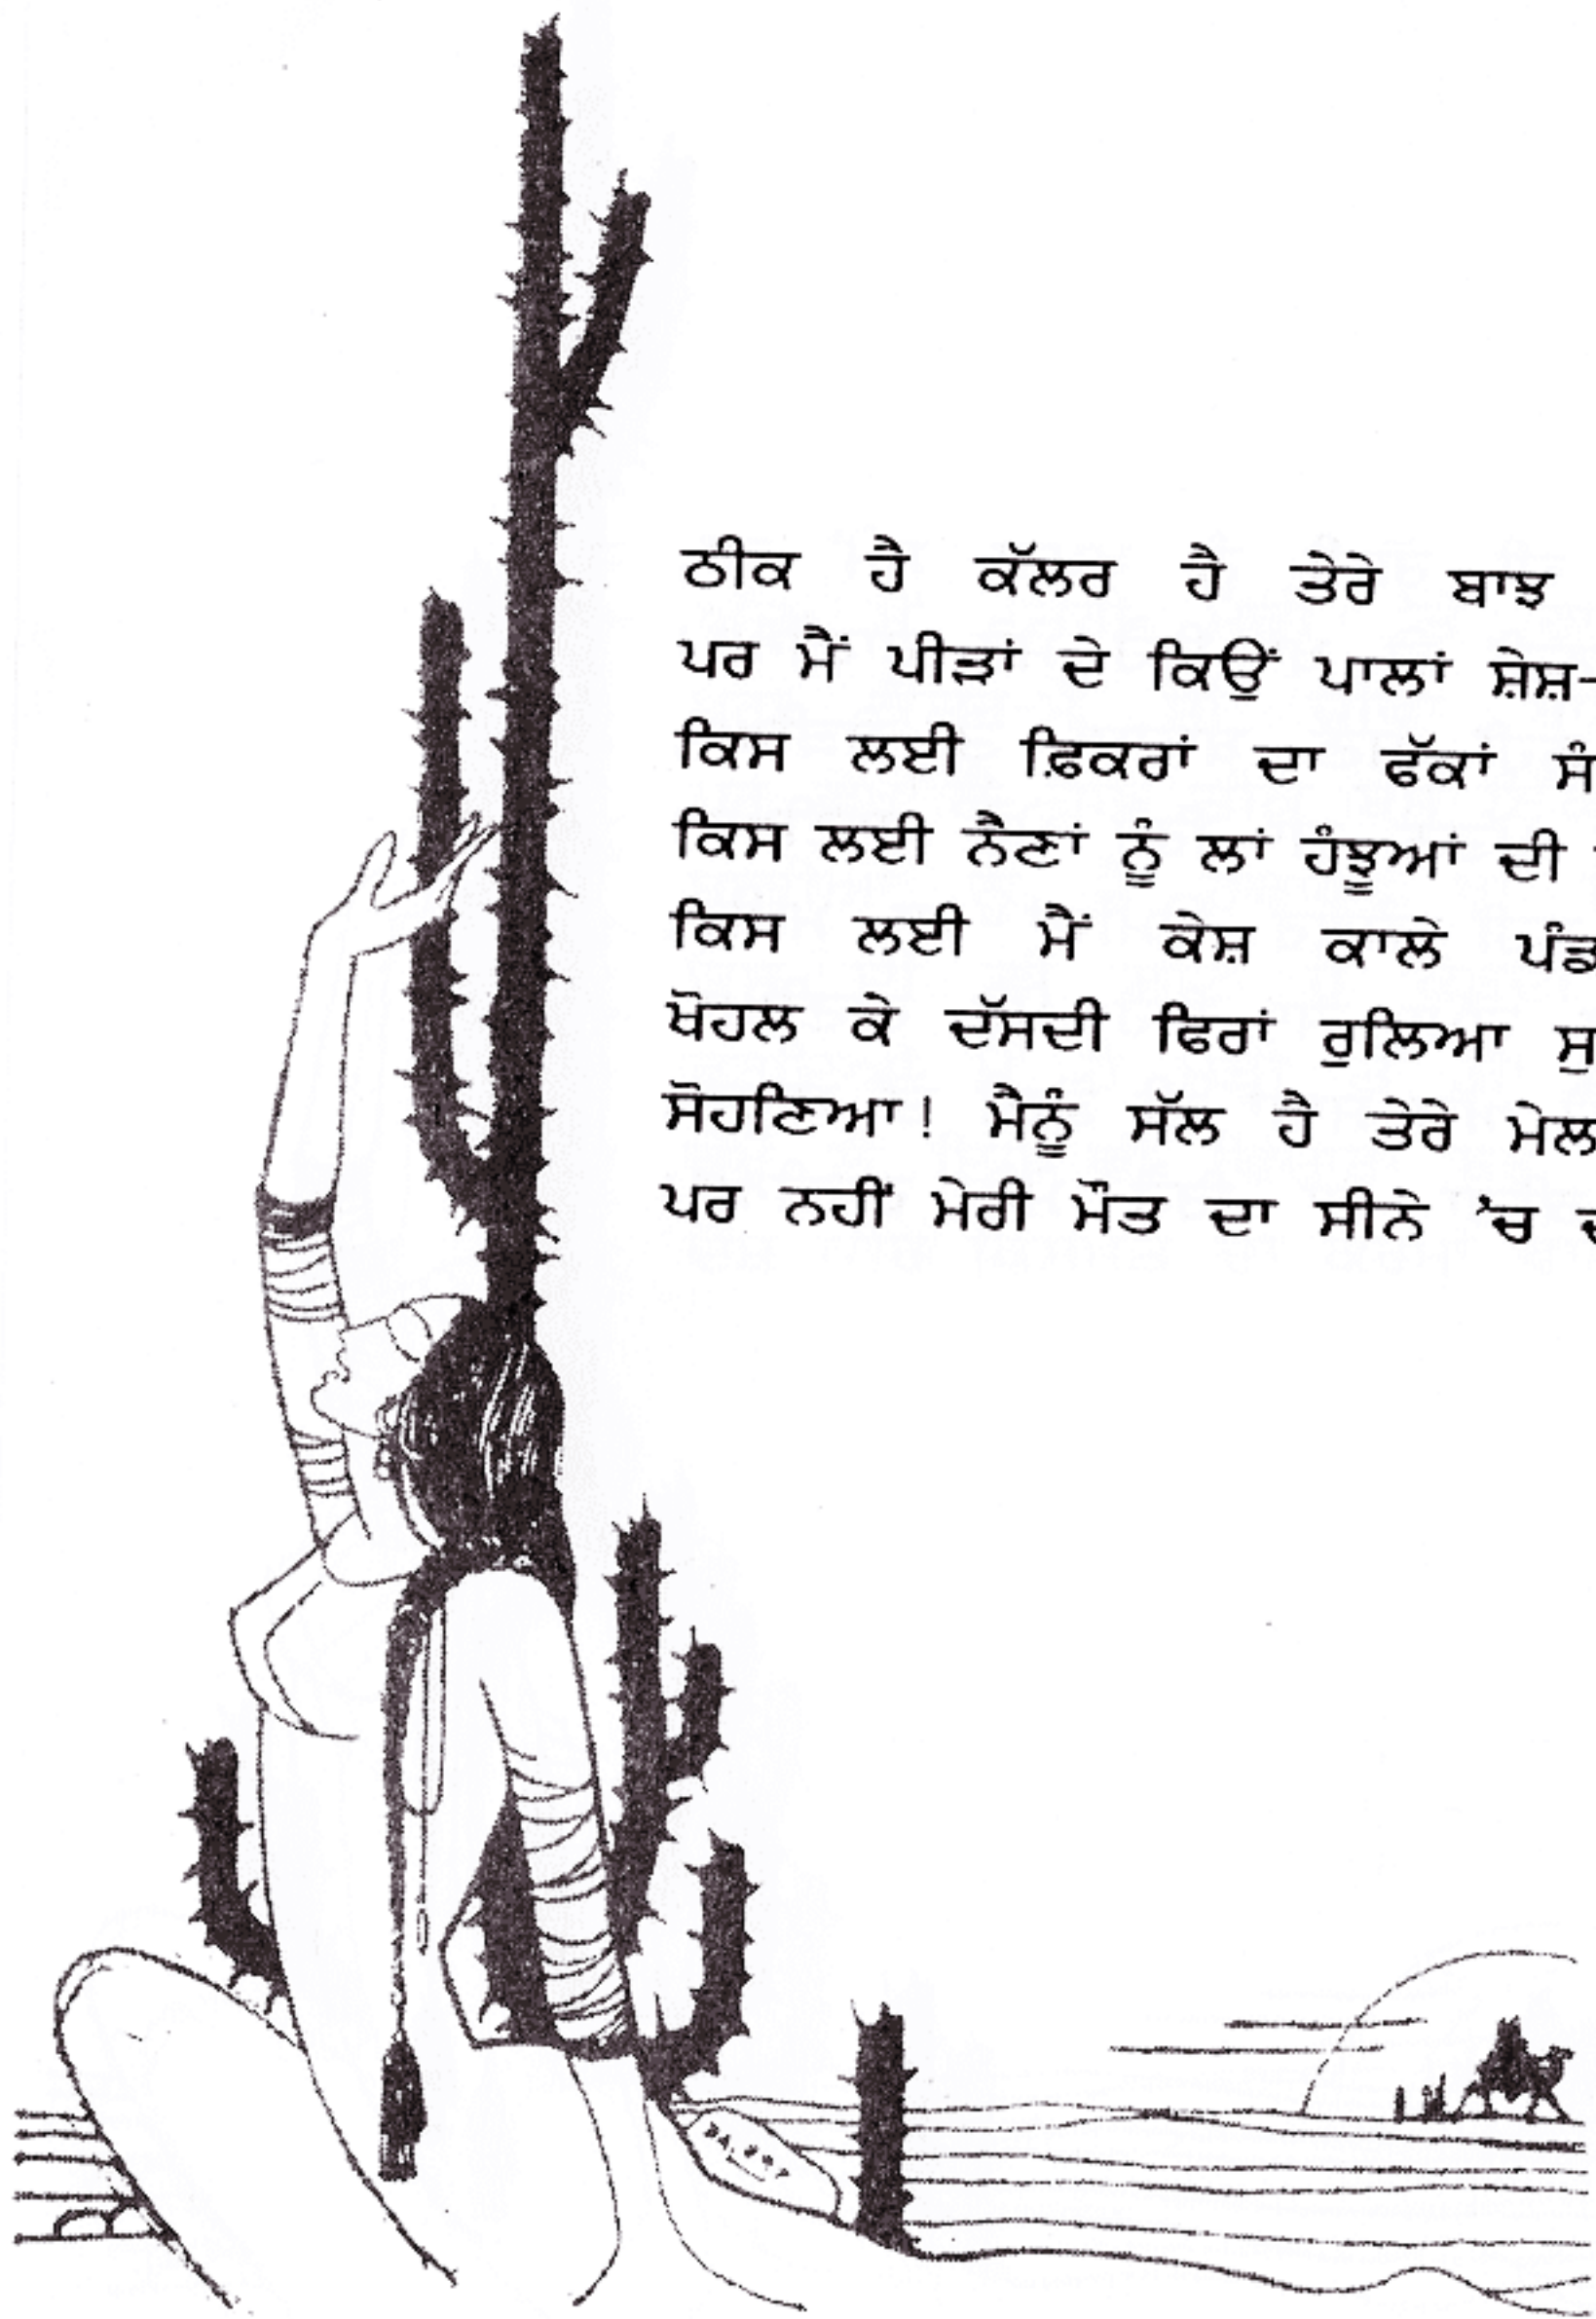 ਠੀਕ ਹੈ ਕੱਲਰ ਹੈ ਤੇਰੇ ਬਾਝ
ਪਰ ਮੈਂ ਪੀੜਾਂ ਦੇ ਕਿਉਂ ਪਾਲਾਂ ਸ਼ੇਸ਼-
ਕਿਸ ਲਈ ਫ਼ਿਕਰਾਂ ਦਾ ਫੱਕਾਂ
ਕਿਸ ਲਈ ਨੈਣਾਂ ਨੂੰ ਲਾਂ ਹੰਝੂਆਂ ਦੀ
ਕਿਸ ਲਈ ਮੈਂ ਕੇਸ਼ ਕਾਲੇ
ਖੋਹਲ ਕੇ ਦੱਸਦੀ ਫਿਰਾਂ ਰੁਲਿਆ
ਸੋਹਣਿਆ! ਮੈਨੂੰ ਸੱਲ ਹੈ ਤੇਰੇ ਮੇਲ
ਪਰ ਨਹੀਂ ਮੇਰੀ ਮੌਤ ਦਾ ਸੀਨੇ 'ਚ